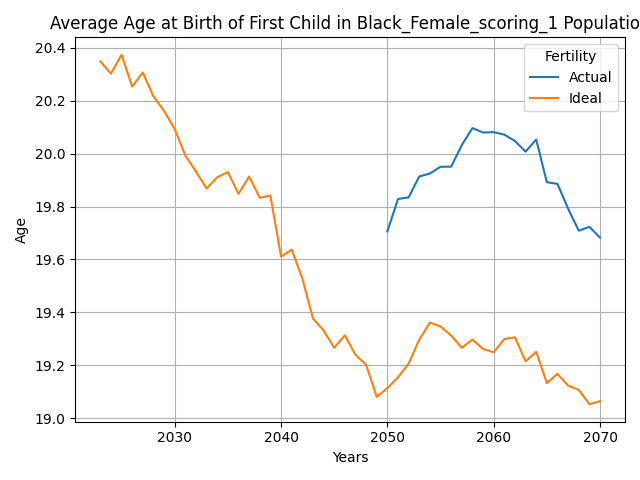 Average Age at Birth of First Child in Black_Female_scoring_1 Populatio
Fertility
Actual
Ideal
20.4
20.2
20.0
19.8
19.6
19.4
19.2
19.0
Age
2030 2040 2050 2060 2070
Years